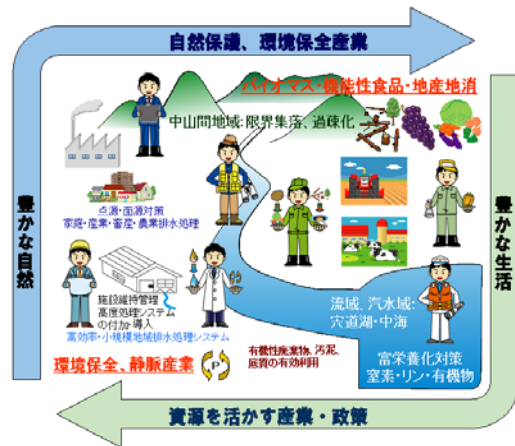 自然保護、環境保全産業
バイオマス・機能性食品・地産地消
中山間地域：限界集落、過疎化
豊かな自然
豊かな生活
点源・面源対策
家庭・産業・畜産・農業排水処理
施設維持管理
高度処理システム
の付加・導入
高効率・小規模地域排水処理システム
流域、汽水域：
宍道湖・中海
環境保全、静脈産業
P
有機性廃棄物、汚泥、
底質の有効利用
富栄養化対策
窒素・リン・有機物
資源を活かす産業・政策